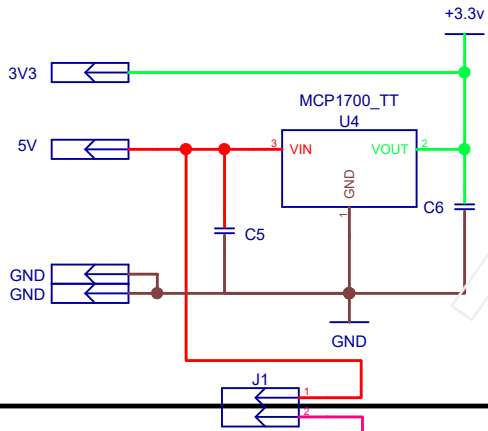 +3.3v
3V3
MCP1700_TT
U4
5V
3 VIN VOUT 2
GND
1
C5
C6
GND
GND
GND
J1
1
2